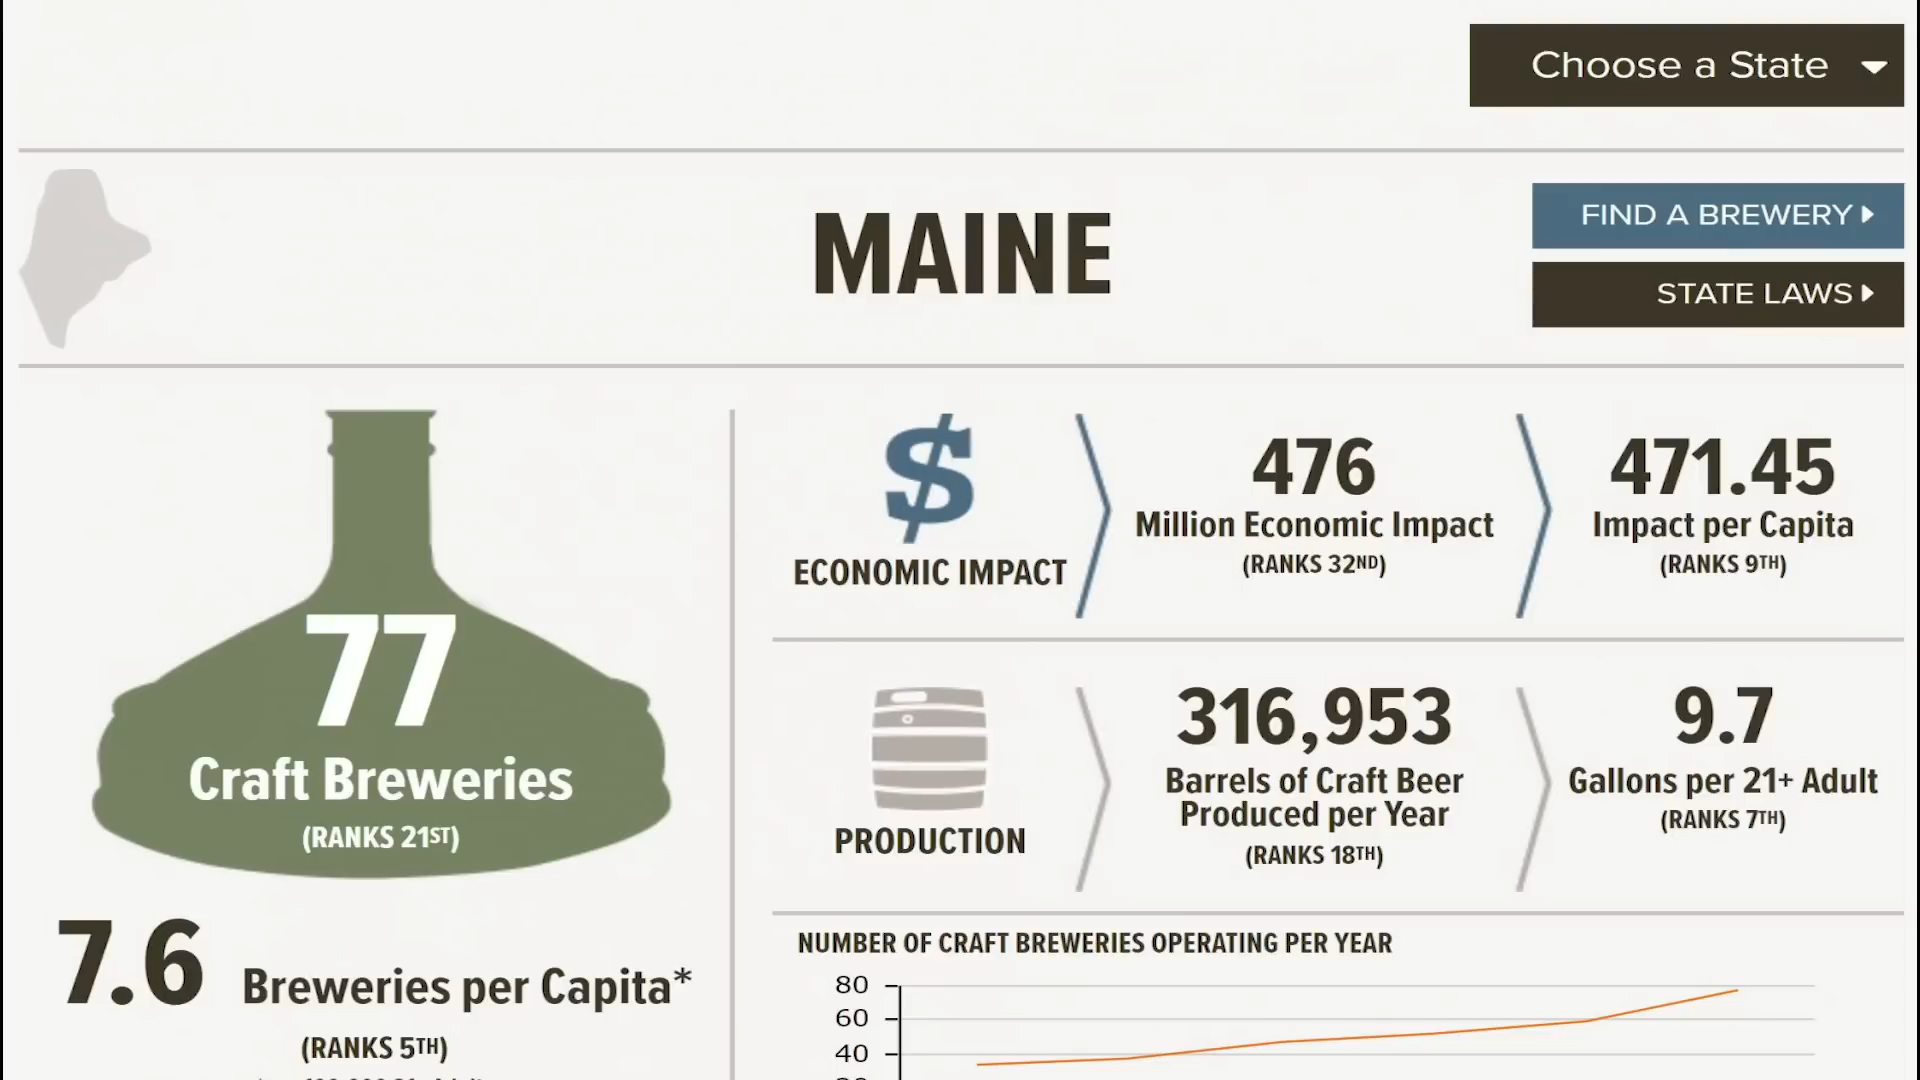 Choose a State
MAINE
FIND A BREWERY
STATE LAWS
77
Craft Breweries
(RANKS 21ST)
7.6 Breweries per Capita*
(RANKS 5TH)
$
ECONOMIC IMPACT
476
Million Economic Impact
(RANKS 32ND)
471.45
Impact per Capita
(RANKS 9TH)
PRODUCTION
316,953
Barrels of Craft Beer
Produced per Year
(RANKS 18TH)
9.7
Gallons per 21+ Adult
(RANKS 7TH)
NUMBER OF CRAFT BREWERIES OPERATING PER YEAR
80
60
40